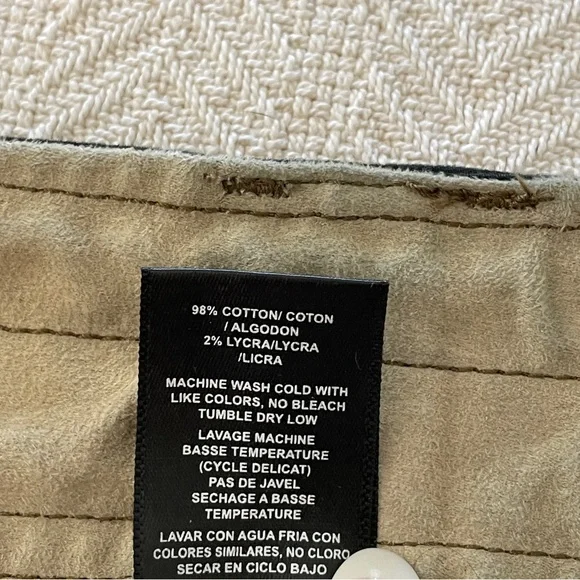 98% COTTON/ COTON
/ ALGODON
2% LYCRA/LYCRA
/LICRA
MACHINE WASH COLD WITH
LIKE COLORS, NO BLEACH
TUMBLE DRY LOW
LAVAGE MACHINE
BASSE TEMPERATURE
(CYCLE DELICAT)
PAS DE JAVEL
SECHAGE A BASSE
TEMPERATURE
LAVAR CON AGUA FRIA CON
COLORES SIMILARES, NO CLORO
SECAR EN CICLO BAJO